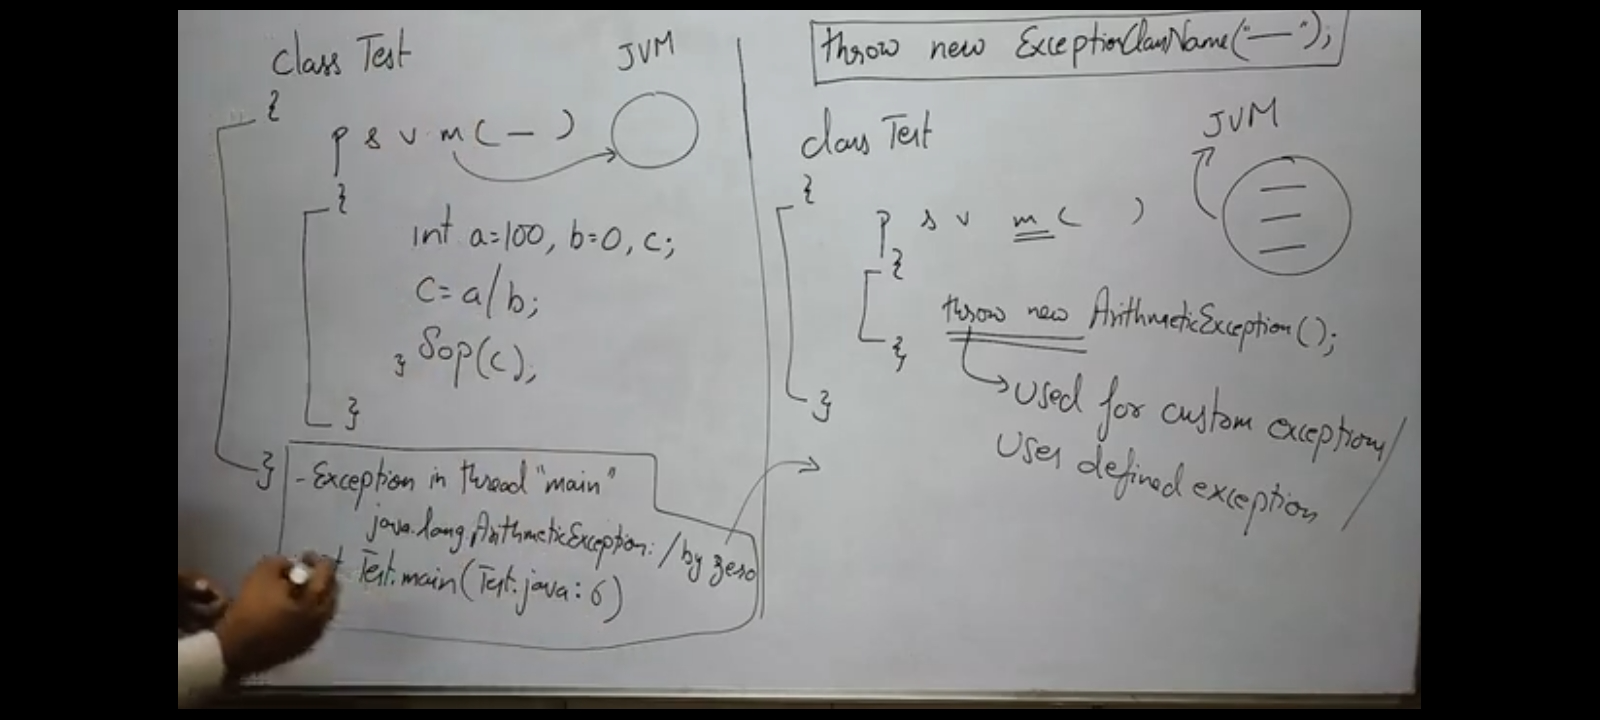 class Test
JVM
{
p s v m ( — )
{
int a=100, b=0, c;
c= a/b;
} Sop(c);
}
}
- Exception in thread "main"
java.lang.ArithmeticException: / by zero
Test.main(Test.java: 6)
throw new ExceptionClassName("—");
class Test
JVM
{
p s v m ( )
{
throw new ArithmeticException();
}
}
Used for custom exception/
User defined exception